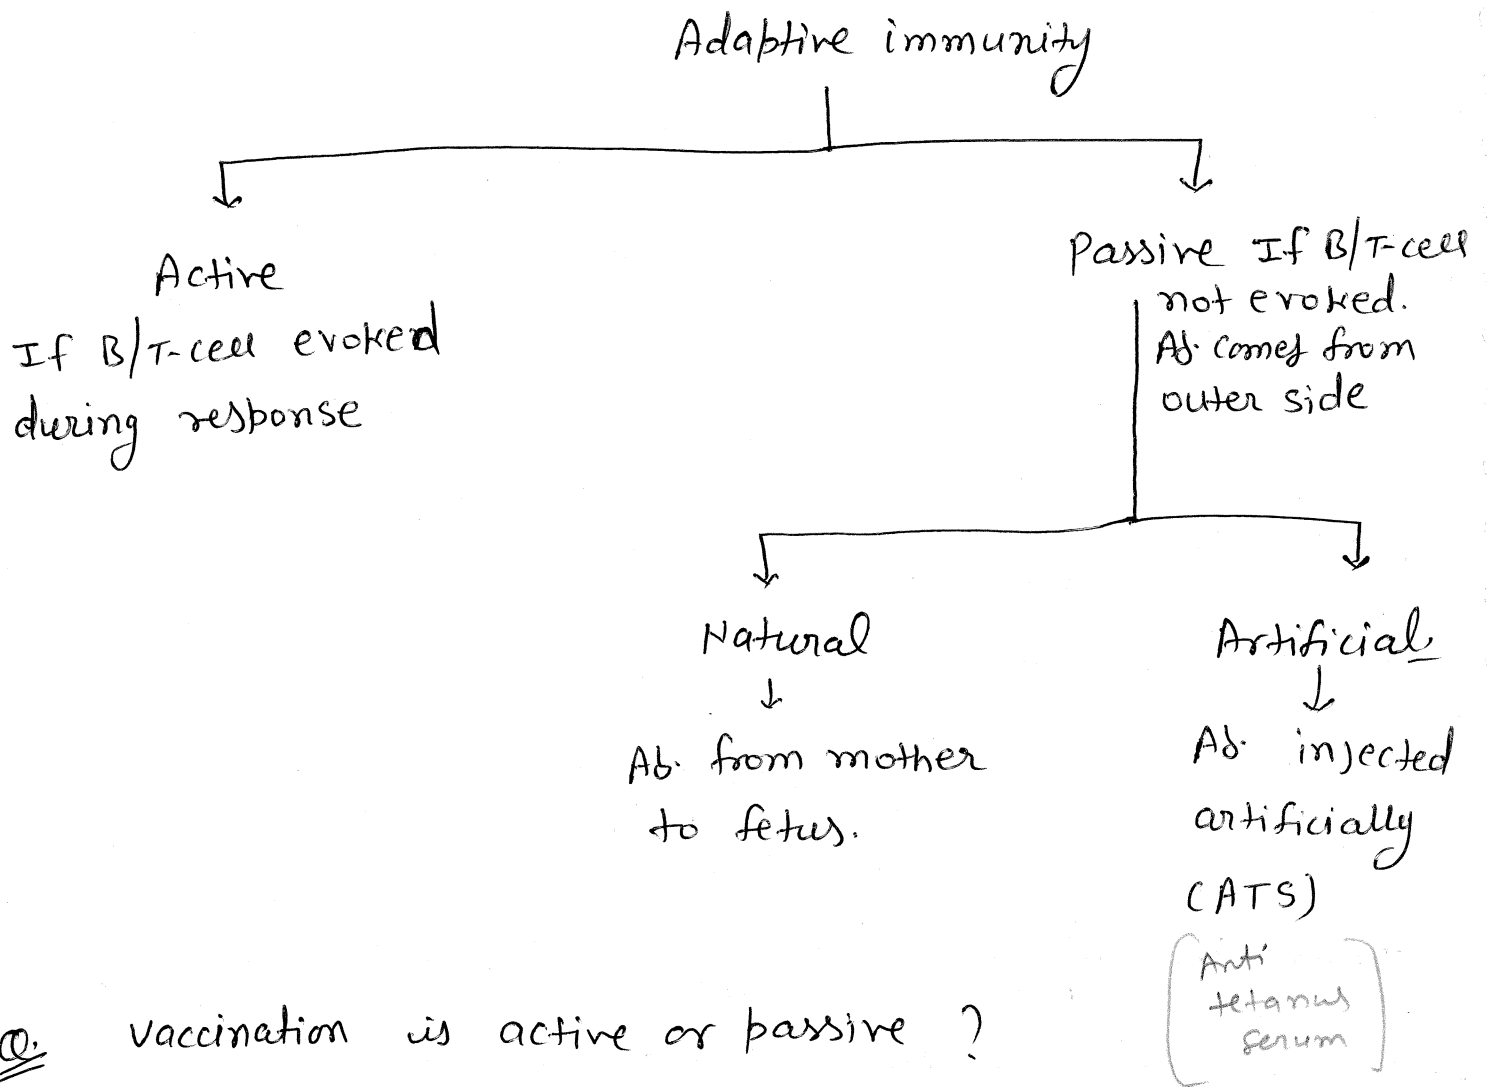 Adaptive immunity
Active
If B/T-cell evoked
during response
Passive If B/T-cell
not evoked.
Ab. comes from
outer side
Natural
Ab. from mother
to fetus.
Artificial
Ab. injected
artificially
(ATS)
Anti
tetanus
serum
Q. vaccination is active or passive ?